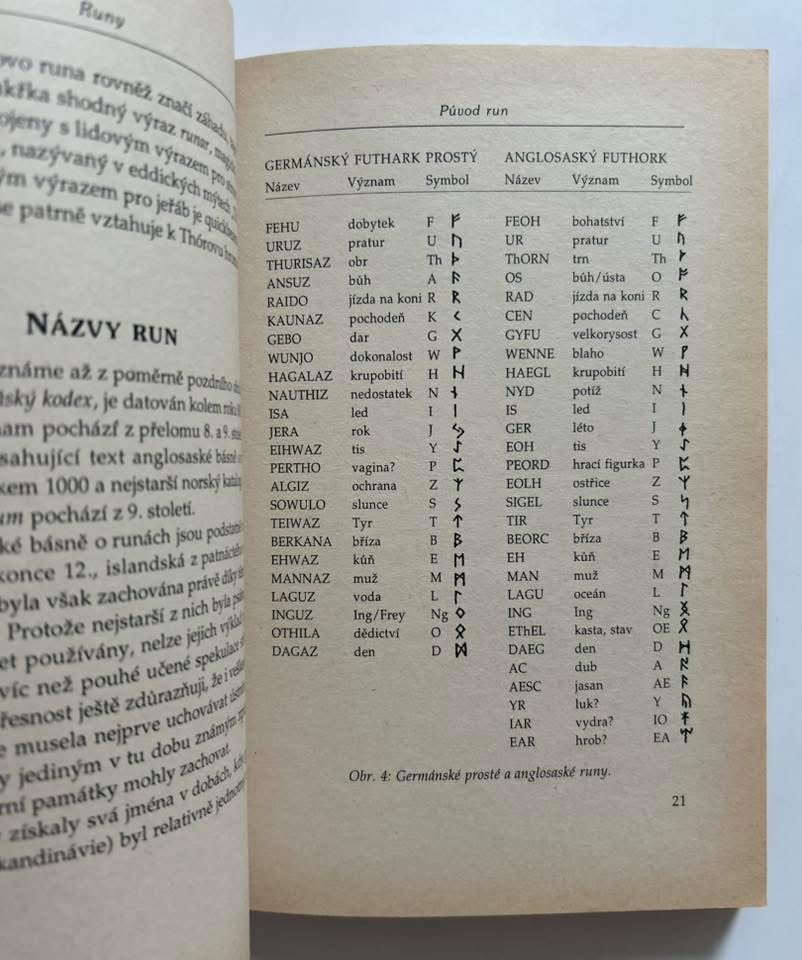 Runy
ovo runa rovněž značí záhadu,
shodný výraz runar,
s lidovým výrazem pro
nazývaný v eddických mýtech
výrazem pro jeřáb je
se patrně vztahuje k Thórovu
NÁZVY RUN
známe až z poměrně pozdního
kodex, je datován kolem roku
pochází z přelomu 8. a 9.
text anglosaské básně
1000 a nejstarší norský
pochází z 9. století.
básně o runách jsou
konce 12., islandská z
byla však zachována právě díky
Protože nejstarší z nich byla
používány, nelze jejich výklad
víc než pouhé učené spekulace
ještě zdůrazňuji, že i
musela nejprve uchovávat
jediným v tu dobu známým
památky mohly zachovat.
získaly svá jména v dobách, kdy
byl relativně
Původ run
GERMÁNSKÝ FUTHARK PROSTÝ
Název Význam Symbol
FEHU dobytek F ᚠ
URUZ pratur U ᚢ
THURISAZ obr Th ᚦ
ANSUZ bůh A ᚨ
RAIDO jízda na koni R ᚱ
KAUNAZ pochodeň K ᚲ
GEBO dar G ᚷ
WUNJO dokonalost W ᚹ
HAGALAZ krupobití H ᚺ
NAUTHIZ nedostatek N ᚾ
ISA led I ᛁ
JERA rok J ᛃ
EIHWAZ tis Y ᛇ
PERTHO vagina? P ᛈ
ALGIZ ochrana Z ᛉ
SOWULO slunce S ᛊ
TEIWAZ Tyr T ᛏ
BERKANA bříza B ᛒ
EHWAZ kůň E ᛖ
MANNAZ muž M ᛗ
LAGUZ voda L ᛚ
INGUZ Ing/Frey Ng ᛜ
OTHILA dědictví O ᛟ
DAGAZ den D ᛞ
ANGLOSASKÝ FUTHORK
Název Význam Symbol
FEOH bohatství F ᚠ
UR pratur U ᚢ
ThORN trn Th ᚦ
OS bůh/ústa O ᚩ
RAD jízda na koni R ᚱ
CEN pochodeň C ᚳ
GYFU velkorysost G ᚷ
WENNE blaho W ᚹ
HAEGL krupobití H ᚻ
NYD potíž N ᚾ
IS led I ᛁ
GER léto J ᛄ
EOH tis Y ᛇ
PEORD hrací figurka P ᛈ
EOLH ostřice Z ᛉ
SIGEL slunce S ᛋ
TIR Tyr T ᛏ
BEORC bříza B ᛒ
EH kůň E ᛖ
MAN muž M ᛗ
LAGU oceán L ᛚ
ING Ing Ng ᛝ
EThEL kasta, stav OE ᛟ
DAEG den D ᛞ
AC dub A ᚪ
AESC jasan AE ᚫ
YR luk? Y ᚣ
IAR vydra? IO ᛡ
EAR hrob? EA ᛠ
Obr. 4: Germánské prosté a anglosaské runy.
21